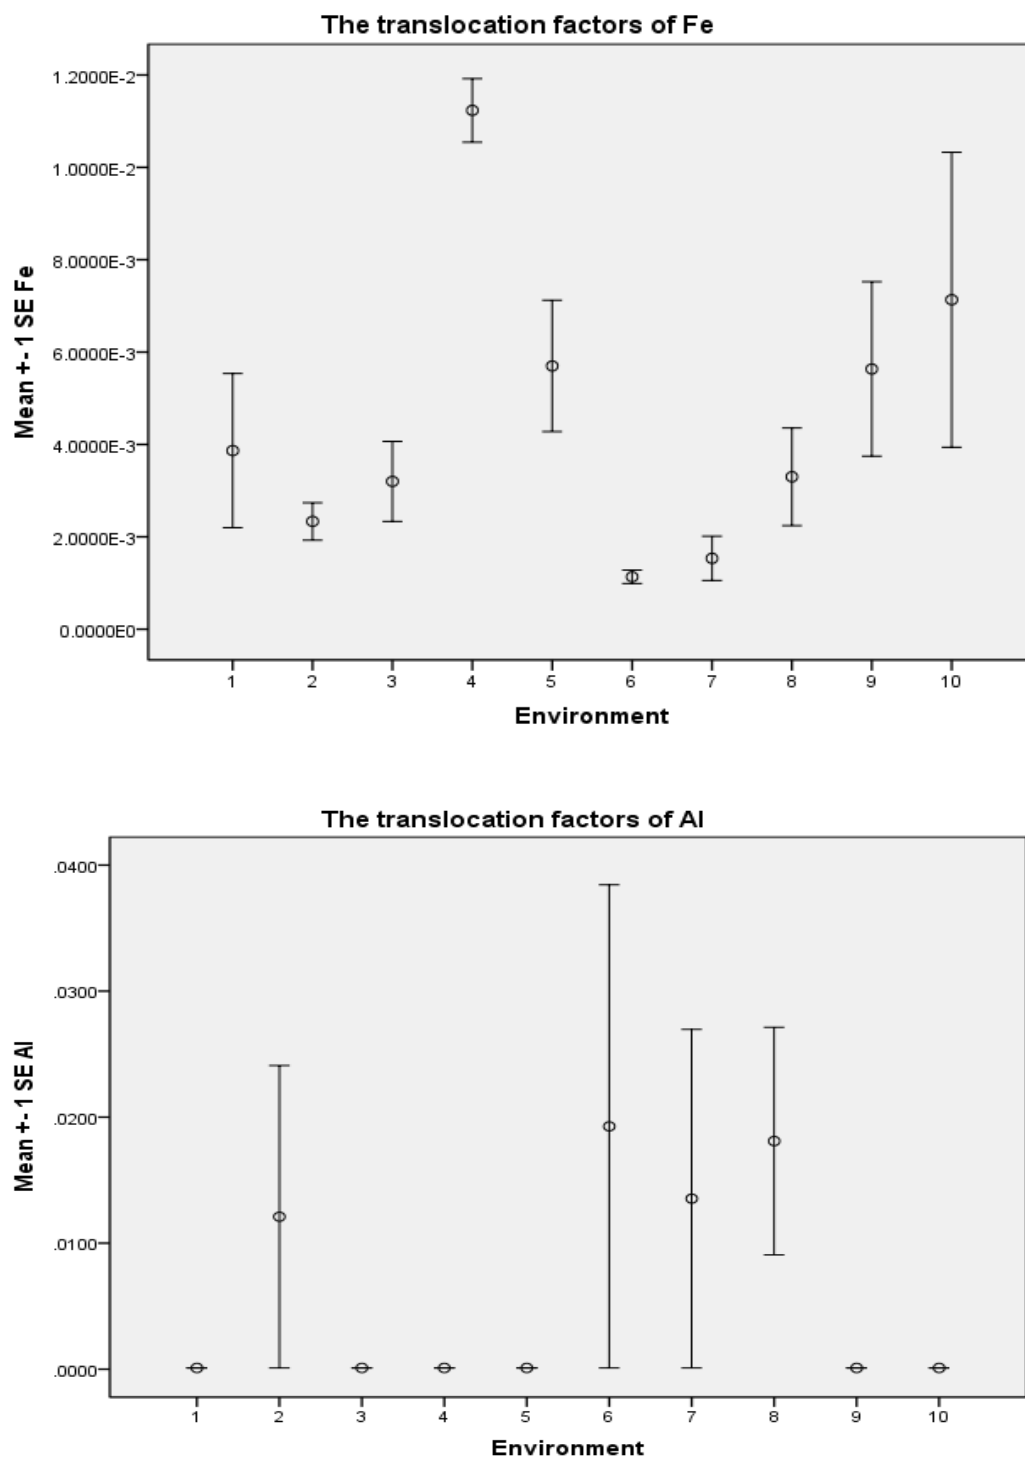 The translocation factors of Fe
Mean +- 1 SE Fe
1.2000E-2
1.0000E-2
8.0000E-3
6.0000E-3
4.0000E-3
2.0000E-3
0.0000E0
1 2 3 4 5 6 7 8 9 10
Environment
The translocation factors of Al
Mean +- 1 SE Al
.0400
.0300
.0200
.0100
.0000
1 2 3 4 5 6 7 8 9 10
Environment